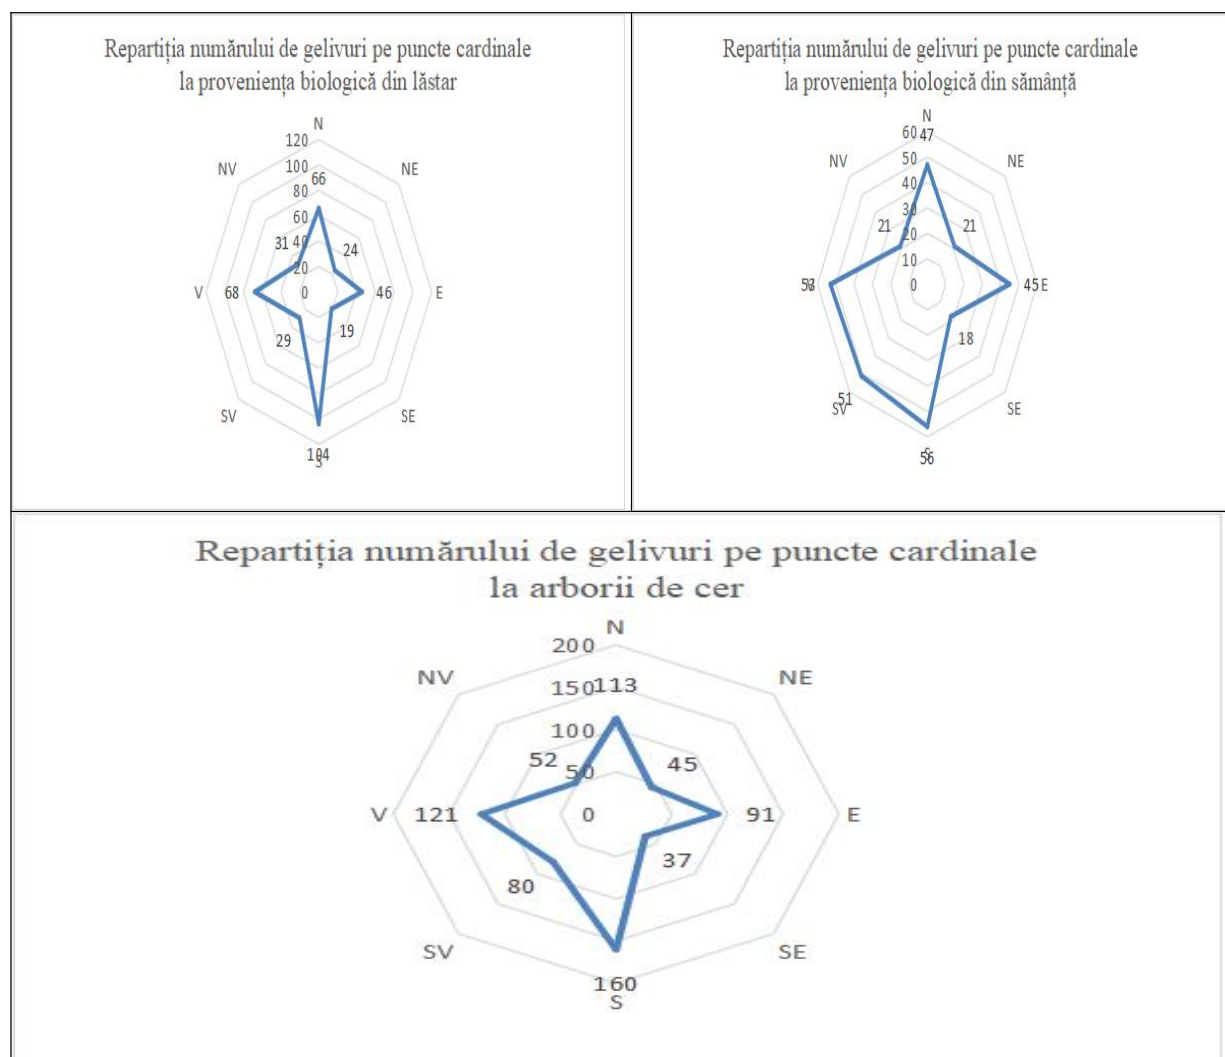 Repartiția numărului de gelivuri pe puncte cardinale
la proveniența biologică din lăstar
N
120
100
NV
NE
80
66
60
31
40
24
20
V
68
0
46
E
29
19
SV
SE
104
S
Repartiția numărului de gelivuri pe puncte cardinale
la proveniența biologică din sămânță
N
60
47
NV
NE
50
40
30
21
21
20
10
0
45
E
18
51
SV
SE
56
Repartiția numărului de gelivuri pe puncte cardinale
la arborii de cer
N
200
NV
NE
150
113
100
52
45
50
V
121
0
91
E
37
80
SV
SE
160
S